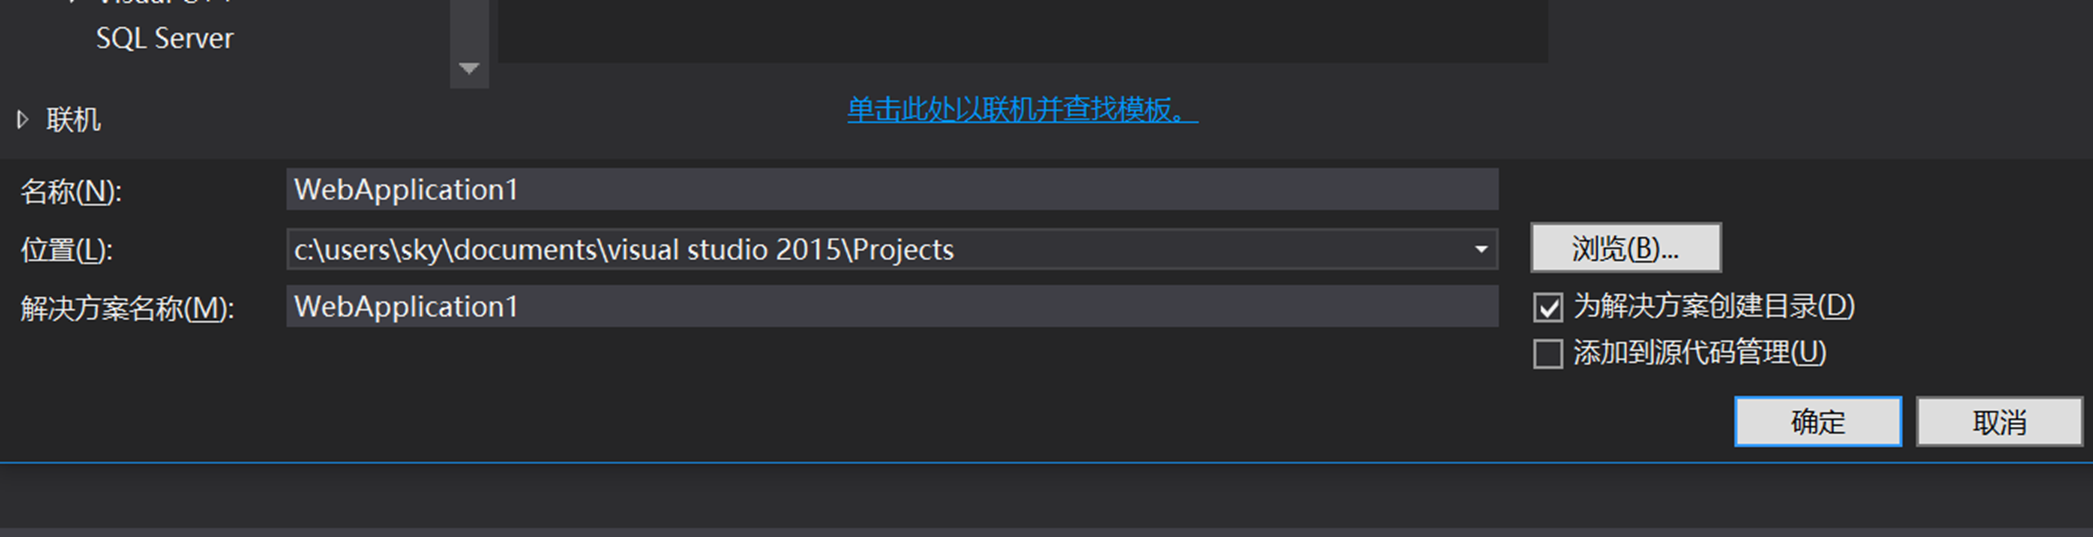 SQL Server
联机
单击此处以联机并查找模板。
名称(N):
WebApplication1
位置(L):
c:\users\sky\documents\visual studio 2015\Projects
浏览(B)...
解决方案名称(M):
WebApplication1
为解决方案创建目录(D)
添加到源代码管理(U)
确定
取消